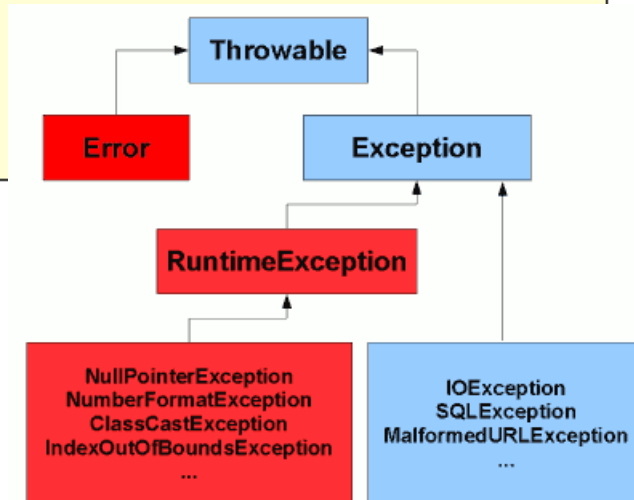 Throwable
Error
Exception
RuntimeException
NullPointerException
NumberFormatException
ClassCastException
IndexOutOfBoundsException
...
IOException
SQLException
MalformedURLException
...